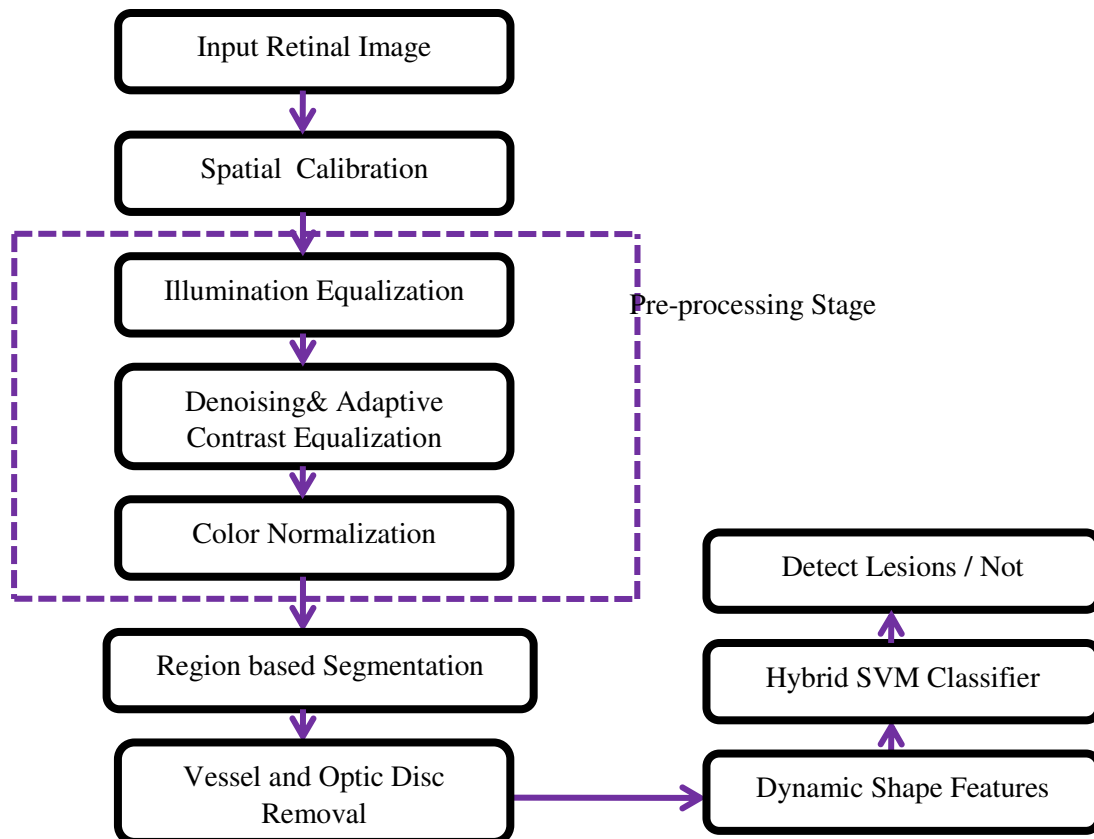 Input Retinal Image
Spatial Calibration
Illumination Equalization
Pre-processing Stage
Denoising& Adaptive
Contrast Equalization
Color Normalization
Region based Segmentation
Vessel and Optic Disc
Removal
Dynamic Shape Features
Hybrid SVM Classifier
Detect Lesions / Not